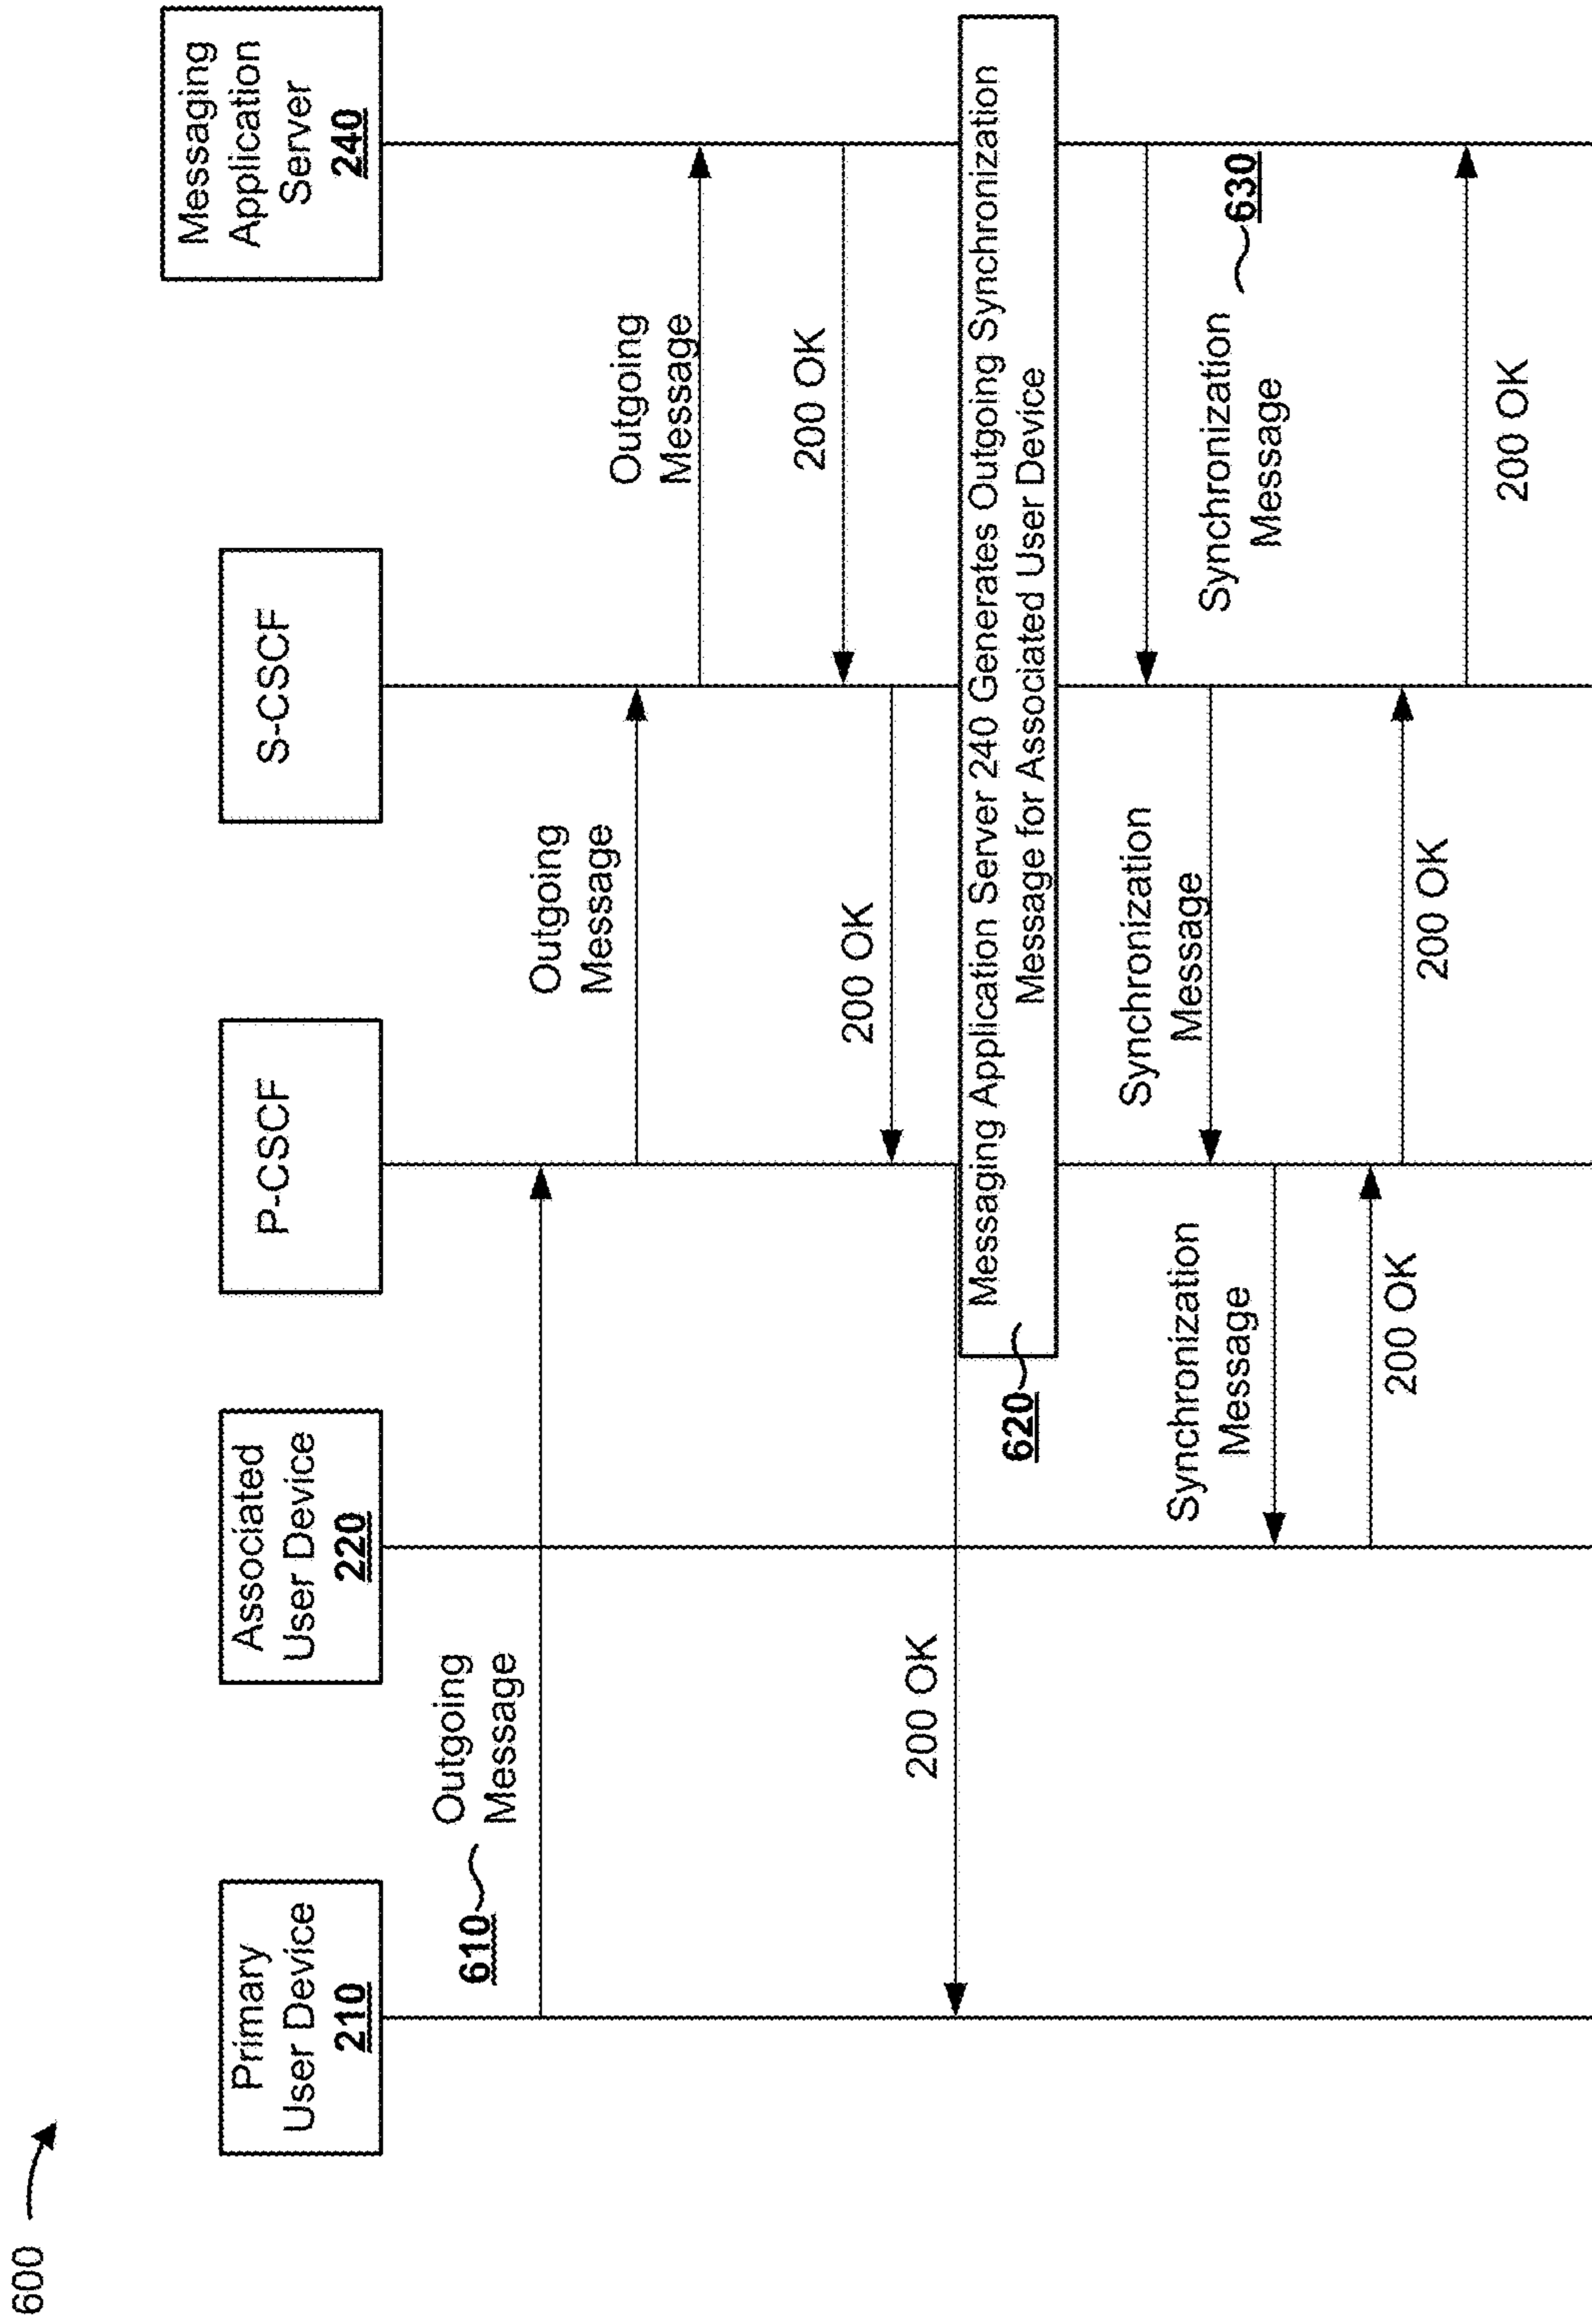 600
Primary
User Device
210
Associated
User Device
220
P-CSCF
S-CSCF
Messaging
Application
Server
240
610
Outgoing
Message
Outgoing
Message
Outgoing
Message
200 OK
200 OK
200 OK
620
Messaging Application Server 240 Generates Outgoing Synchronization
Message for Associated User Device
Synchronization
Message
630
Synchronization
Message
Synchronization
Message
200 OK
200 OK
200 OK